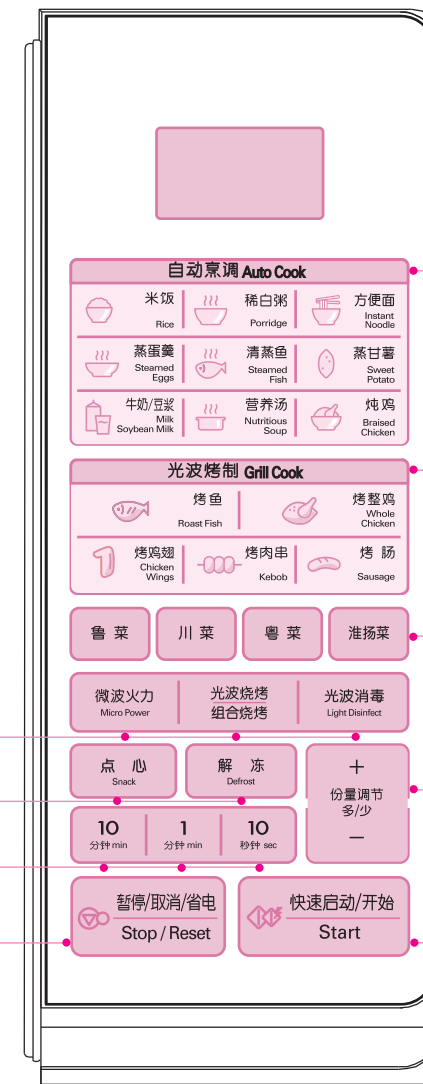 自动烹调 Auto Cook
米饭
Rice
稀白粥
Porridge
方便面
Instant
Noodle
蒸蛋羹
Steamed
Eggs
清蒸鱼
Steamed
Fish
蒸甘薯
Sweet
Potato
牛奶/豆浆
Milk
Soybean Milk
营养汤
Nutritious
Soup
炖鸡
Braised
Chicken
光波烤制 Grill Cook
烤鱼
Roast Fish
烤整鸡
Whole
Chicken
烤鸡翅
Chicken
Wings
烤肉串
Kebob
烤肠
Sausage
鲁菜
川菜
粤菜
淮扬菜
微波火力
Micro Power
光波烧烤
组合烧烤
光波消毒
Light Disinfect
点心
Snack
解冻
Defrost
+
份量调节
多/少
−
10
分钟 min
1
分钟 min
10
秒钟 sec
暂停/取消/省电
Stop / Reset
快速启动/开始
Start